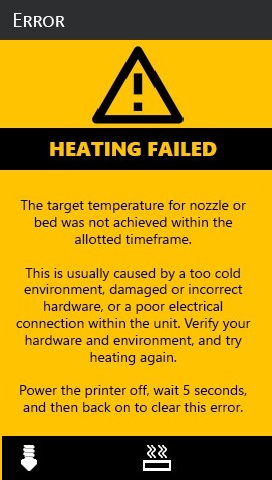 Error
HEATING FAILED
The target temperature for nozzle or
bed was not achieved within the
allotted timeframe.
This is usually caused by a too cold
environment, damaged or incorrect
hardware, or a poor electrical
connection within the unit. Verify your
hardware and environment, and try
heating again.
Power the printer off, wait 5 seconds,
and then back on to clear this error.